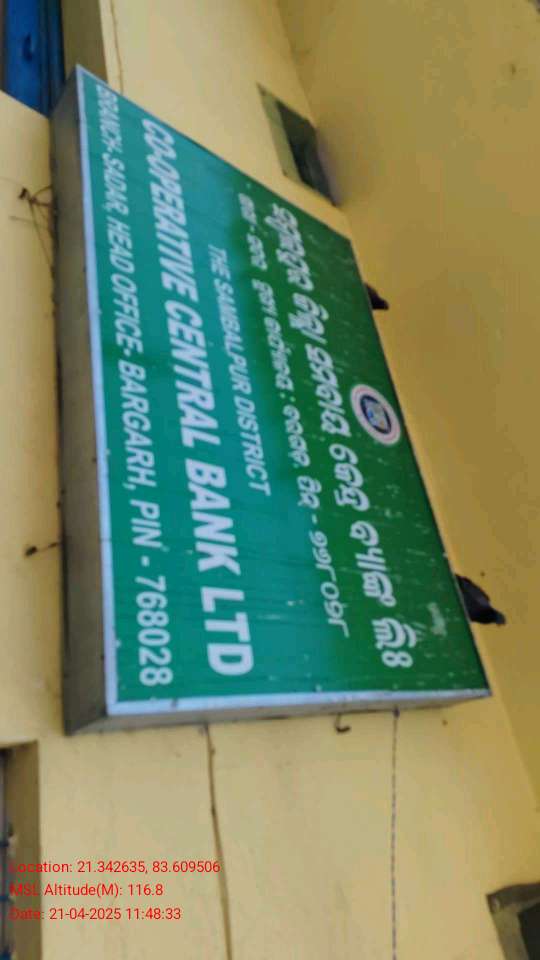 ସମ୍ବଲପୁର ଜିଲ୍ଲା ସମବାୟ କେନ୍ଦ୍ର ବ୍ୟାଙ୍କ ଲିଃ
THE SAMBALPUR DISTRICT
CO-OPERATIVE CENTRAL BANK LTD
BRANCH-SADAR, HEAD OFFICE- BARGARH, PIN - 768028
Location: 21.342635, 83.609506
MSL Altitude(M): 116.8
Date: 21-04-2025 11:48:33